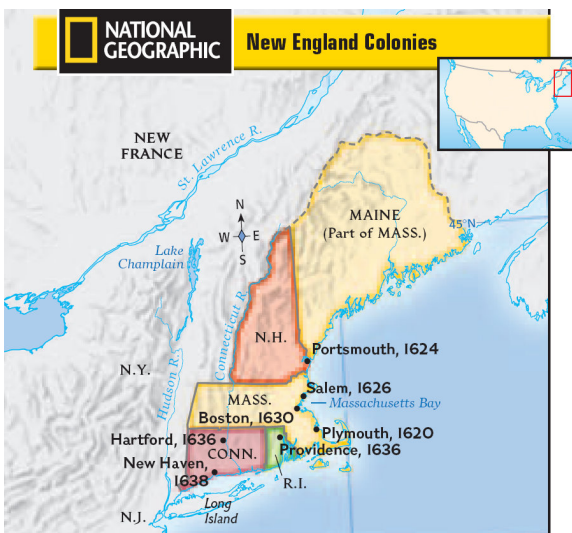 NATIONAL
GEOGRAPHIC
New England Colonies
NEW
FRANCE
St. Lawrence R.
N
W
E
S
MAINE
(Part of MASS.)
45°N
Lake
Champlain
Connecticut R.
N.H.
Portsmouth, 1624
N.Y.
Hudson R.
Salem, 1626
MASS.
Massachusetts Bay
Boston, 1630
Plymouth, 1620
Hartford, 1636
Providence, 1636
CONN.
New Haven,
1638
R.I.
Long
Island
N.J.